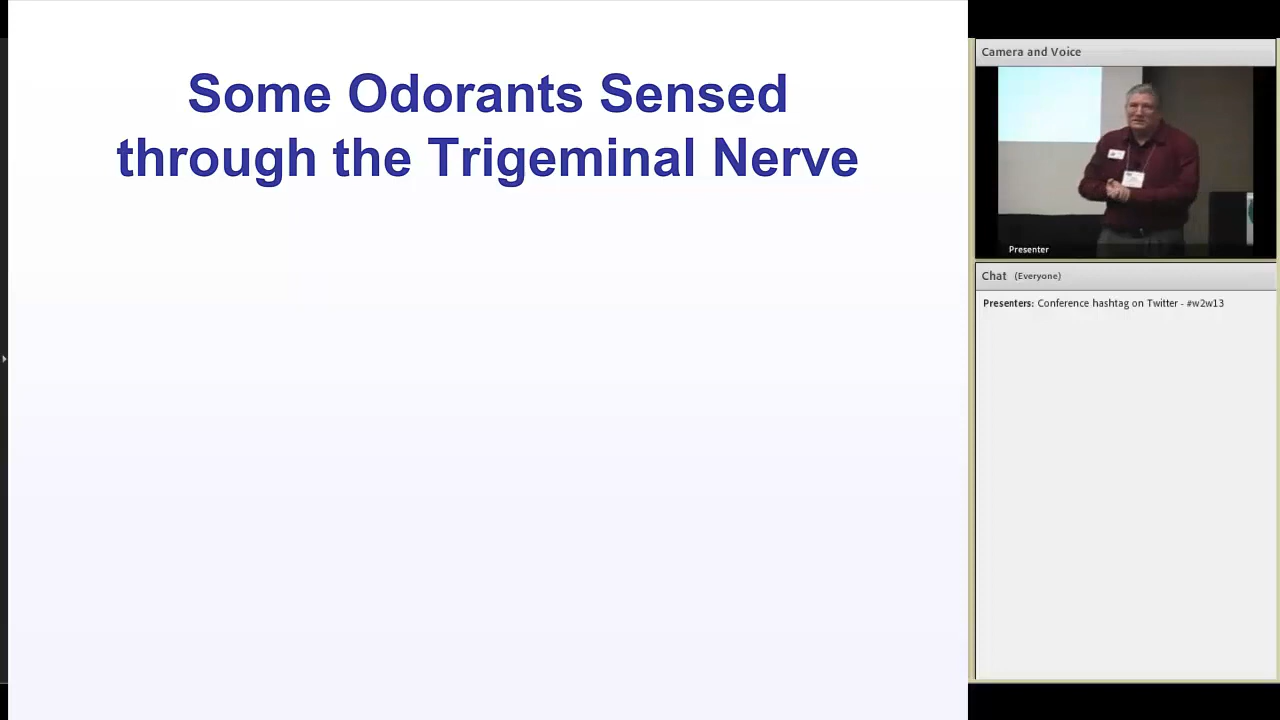 Some Odorants Sensed
through the Trigeminal Nerve
Camera and Voice
Presenter
Chat (Everyone)
Presenters: Conference hashtag on Twitter - #w2w13